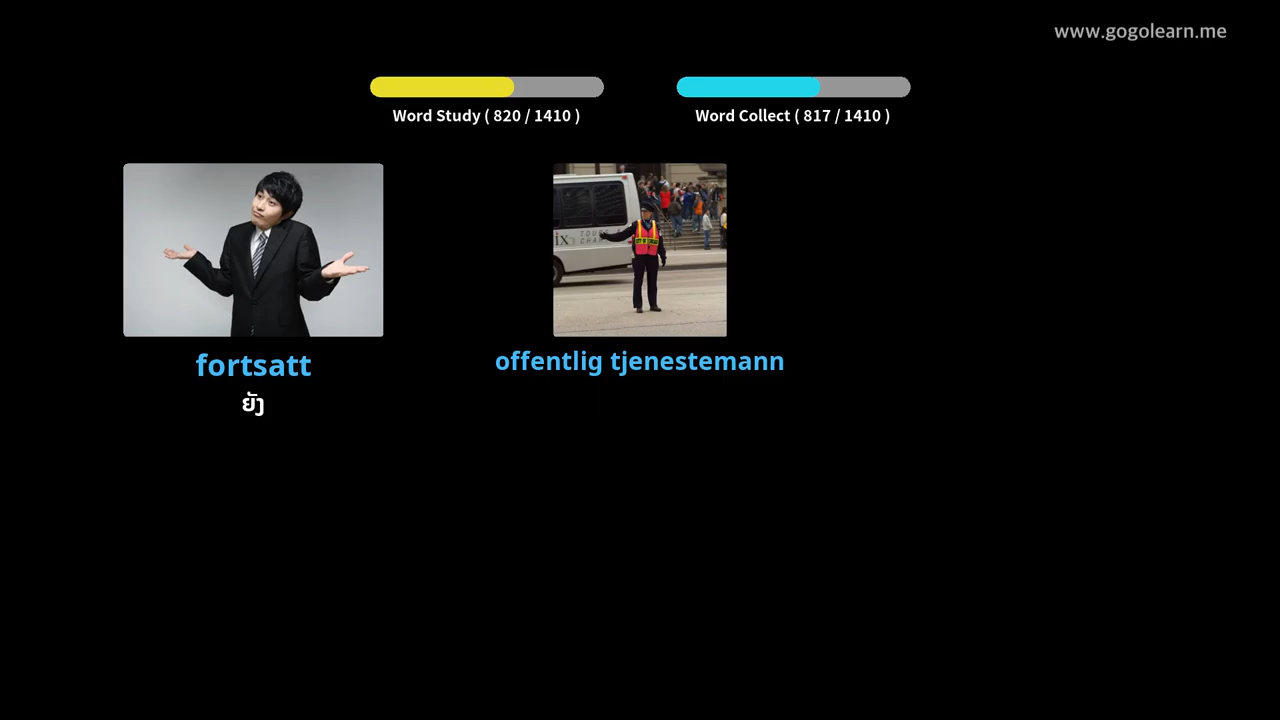 www.gogolearn.me
Word Study ( 820 / 1410 )
Word Collect ( 817 / 1410 )
fortsatt
ຍັງ
offentlig tjenestemann